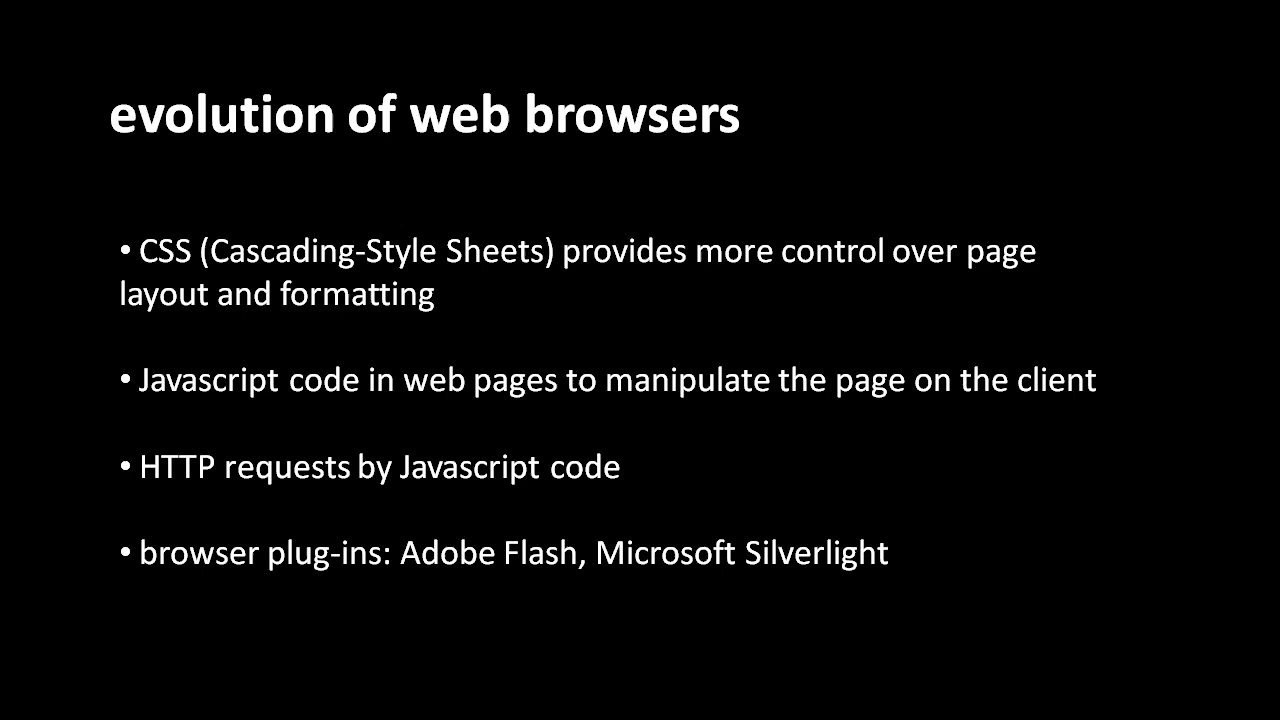 evolution of web browsers
• CSS (Cascading-Style Sheets) provides more control over page
layout and formatting
• Javascript code in web pages to manipulate the page on the client
• HTTP requests by Javascript code
• browser plug-ins: Adobe Flash, Microsoft Silverlight